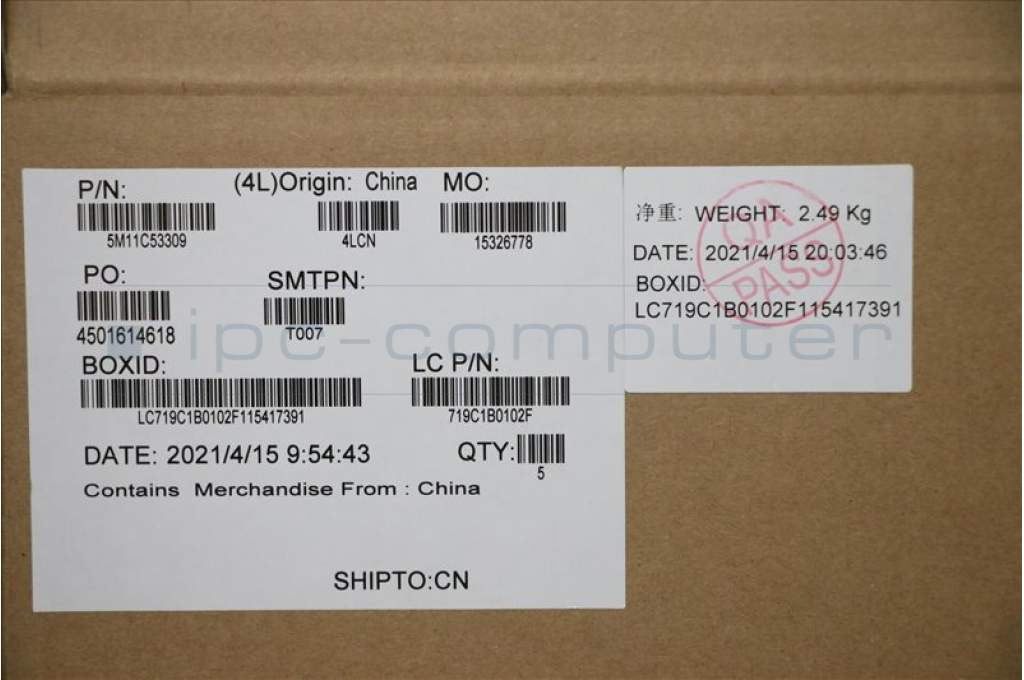 P/N: (4L)Origin: China MO:
5M11C53309 4LCN 15326778
PO: SMTPN:
4501614618 T007
BOXID: LC P/N:
LC719C1B0102F115417391 719C1B0102F
DATE: 2021/4/15 9:54:43 QTY:
5
Contains Merchandise From : China
SHIPTO:CN
净重: WEIGHT: 2.49 Kg
DATE: 2021/4/15 20:03:46
BOXID:
LC719C1B0102F115417391
QA
PASS
ipc-computer